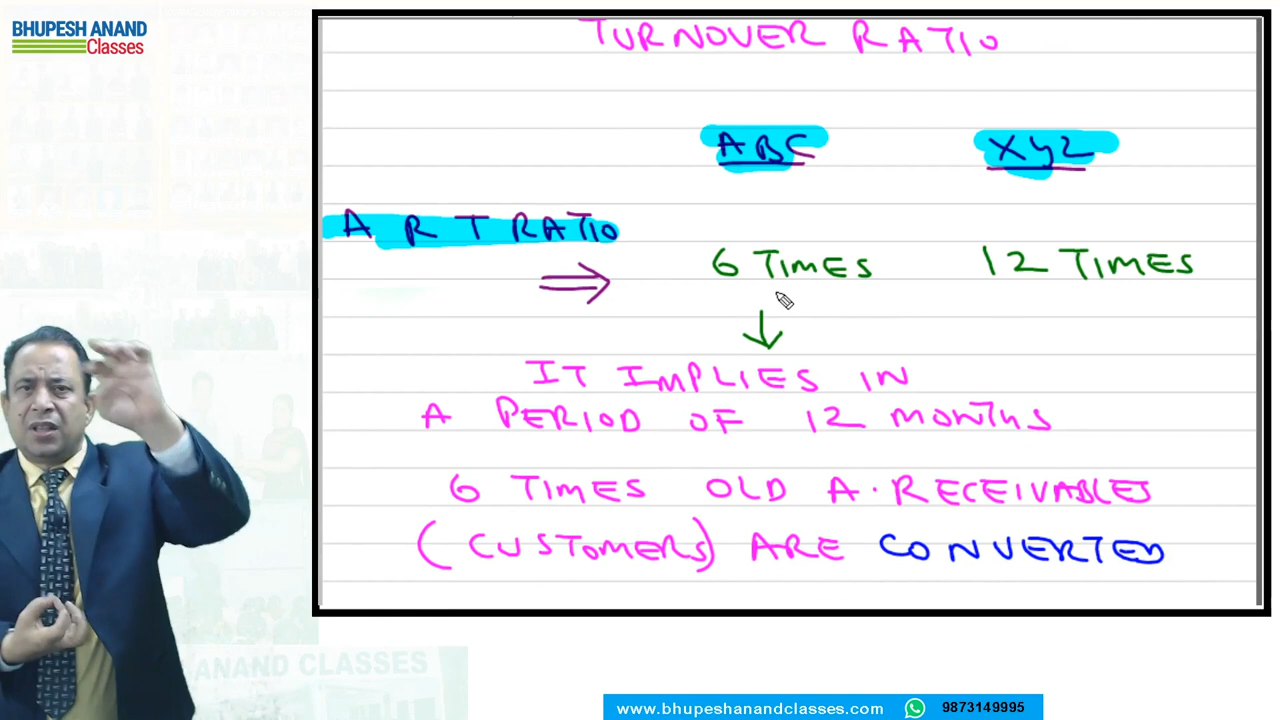 BHUPESH ANAND
Classes
TURNOVER RATIO
ABC XYZ
A R T RATIO
6 TIMES 12 TIMES
IT IMPLIES IN
A PERIOD OF 12 MONTHS
6 TIMES OLD A. RECEIVABLES
(CUSTOMERS) ARE CONVERTED
ANAND CLASSES
www.bhupeshanandclasses.com 9873149995